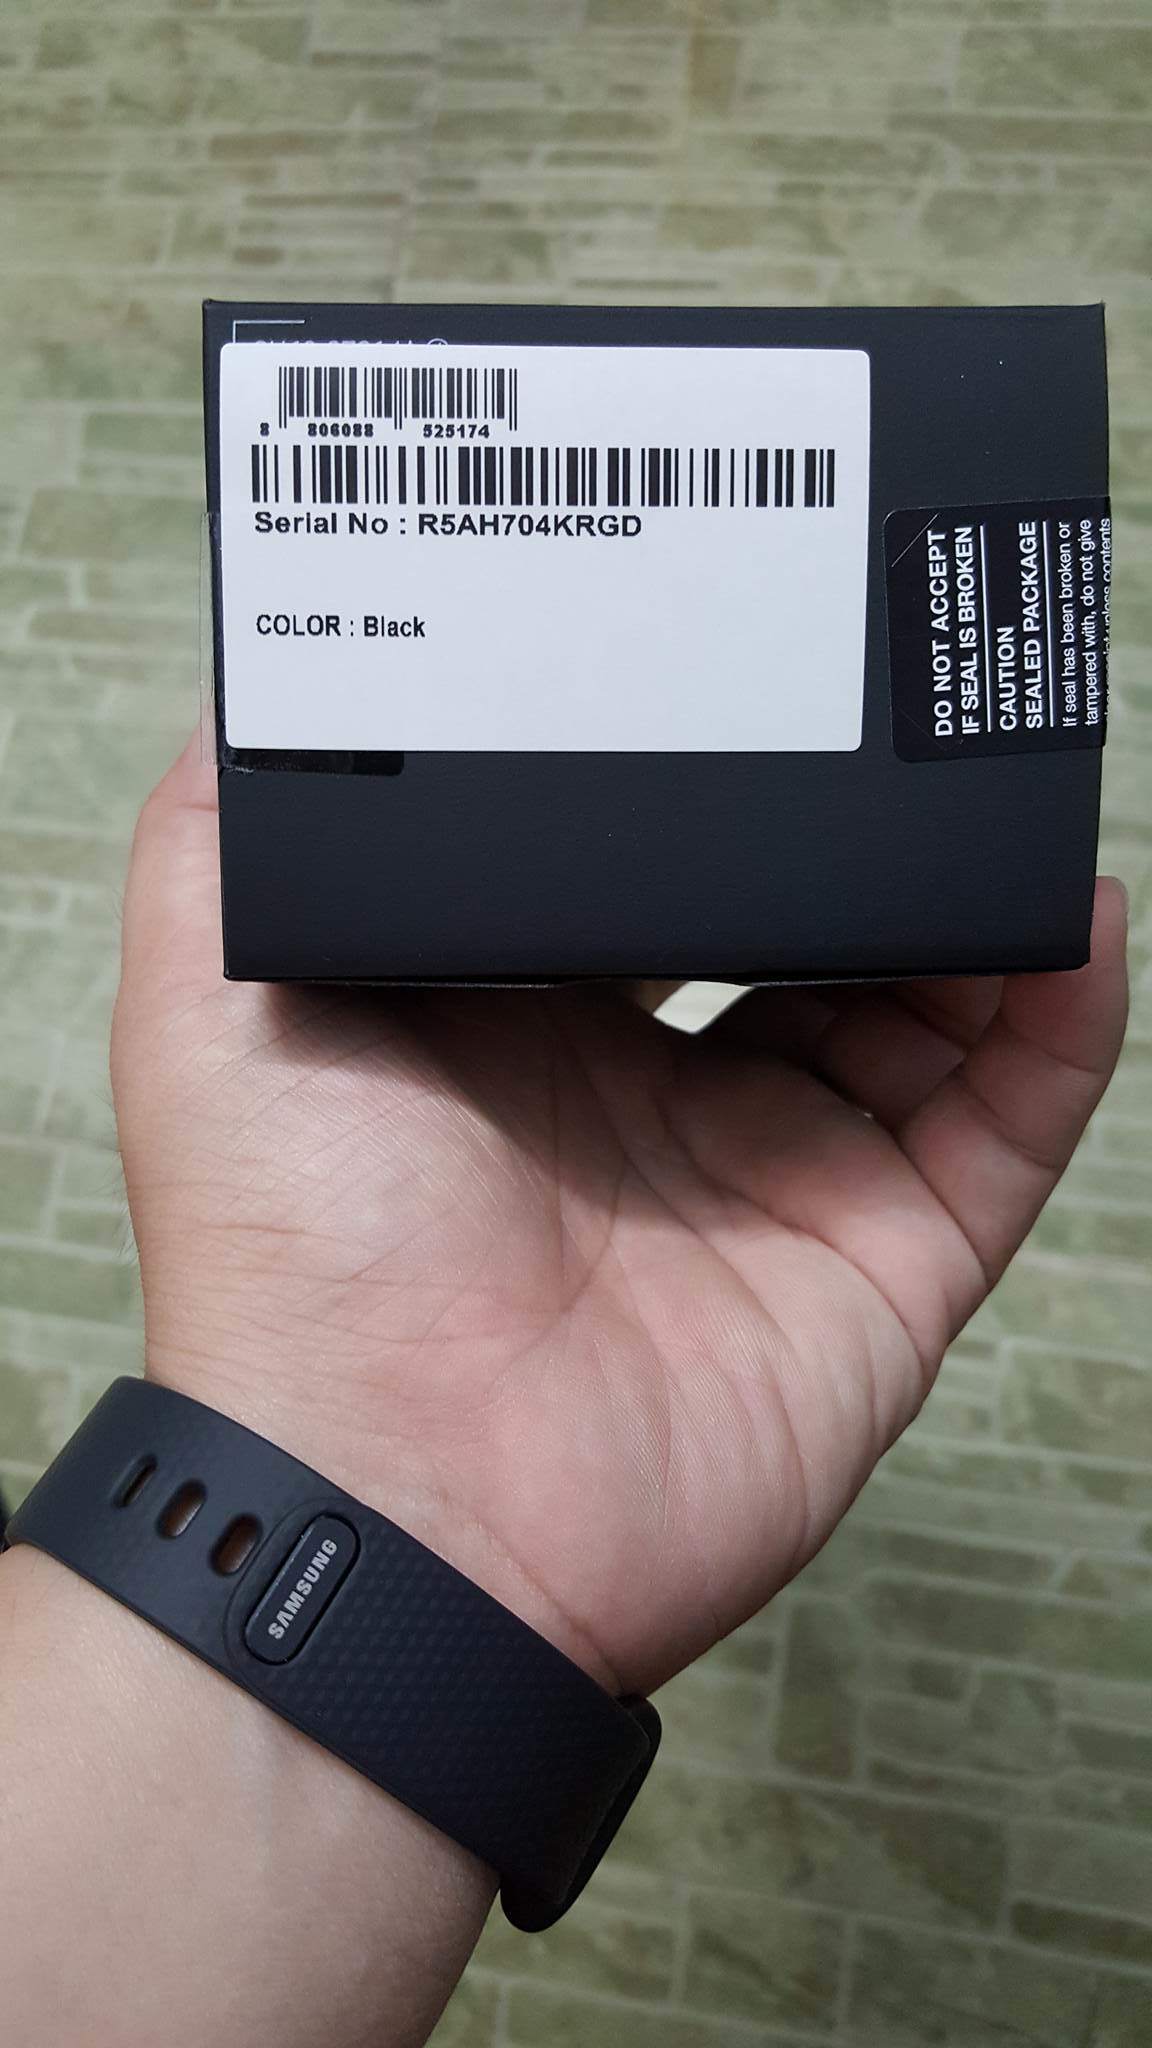 8 806088 525174
Serial No : R5AH704KRGD
COLOR : Black
DO NOT ACCEPT
IF SEAL IS BROKEN
CAUTION
SEALED PACKAGE
If seal has been broken or
tampered with, do not give
contents
SAMSUNG